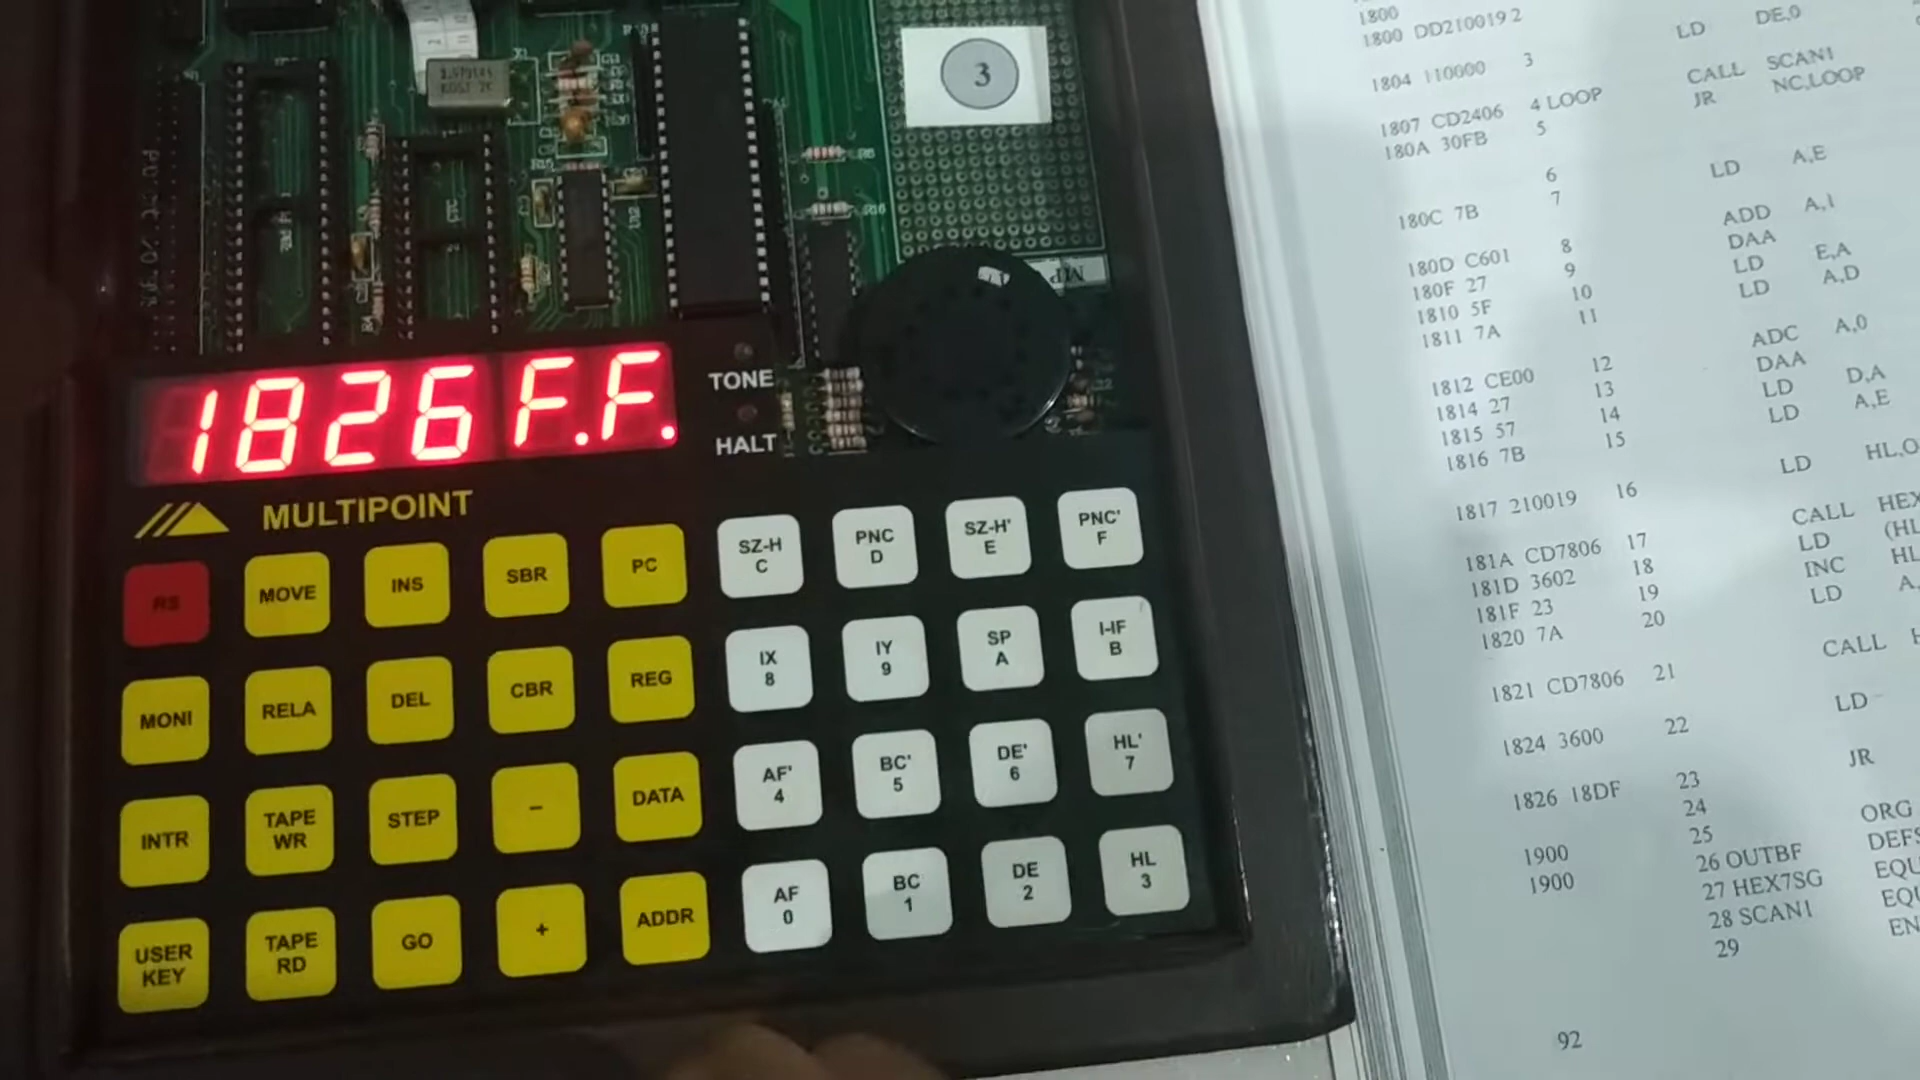 3
1826F.F.
TONE
HALT
MULTIPOINT
RS
MOVE
INS
SBR
PC
SZ-H
C
PNC
D
SZ-H'
E
PNC'
F
MONI
RELA
DEL
CBR
REG
IX
8
IY
9
SP
A
I-IF
B
INTR
TAPE
WR
STEP
-
DATA
AF'
4
BC'
5
DE'
6
HL'
7
USER
KEY
TAPE
RD
GO
+
ADDR
AF
0
BC
1
DE
2
HL
3
1800
1800 DD210019 2
LD DE,0
1804 110000 3
CALL SCAN1
1807 CD2406 4 LOOP
JR NC,LOOP
180A 30FB 5
6
LD A,E
180C 7B 7
ADD A,1
180D C601 8
DAA
180F 27 9
LD E,A
1810 5F 10
LD A,D
1811 7A 11
ADC A,0
1812 CE00 12
DAA
1814 27 13
LD D,A
1815 57 14
LD A,E
1816 7B 15
LD HL,O
1817 210019 16
CALL HEX
181A CD7806 17
LD (HL
181D 3602 18
INC HL
181F 23 19
LD A,
1820 7A 20
CALL H
1821 CD7806 21
LD
1824 3600 22
JR
1826 18DF 23
24
ORG
25
DEFS
1900
26 OUTBF
EQU
1900
27 HEX7SG
EQU
28 SCAN1
EN
29
92